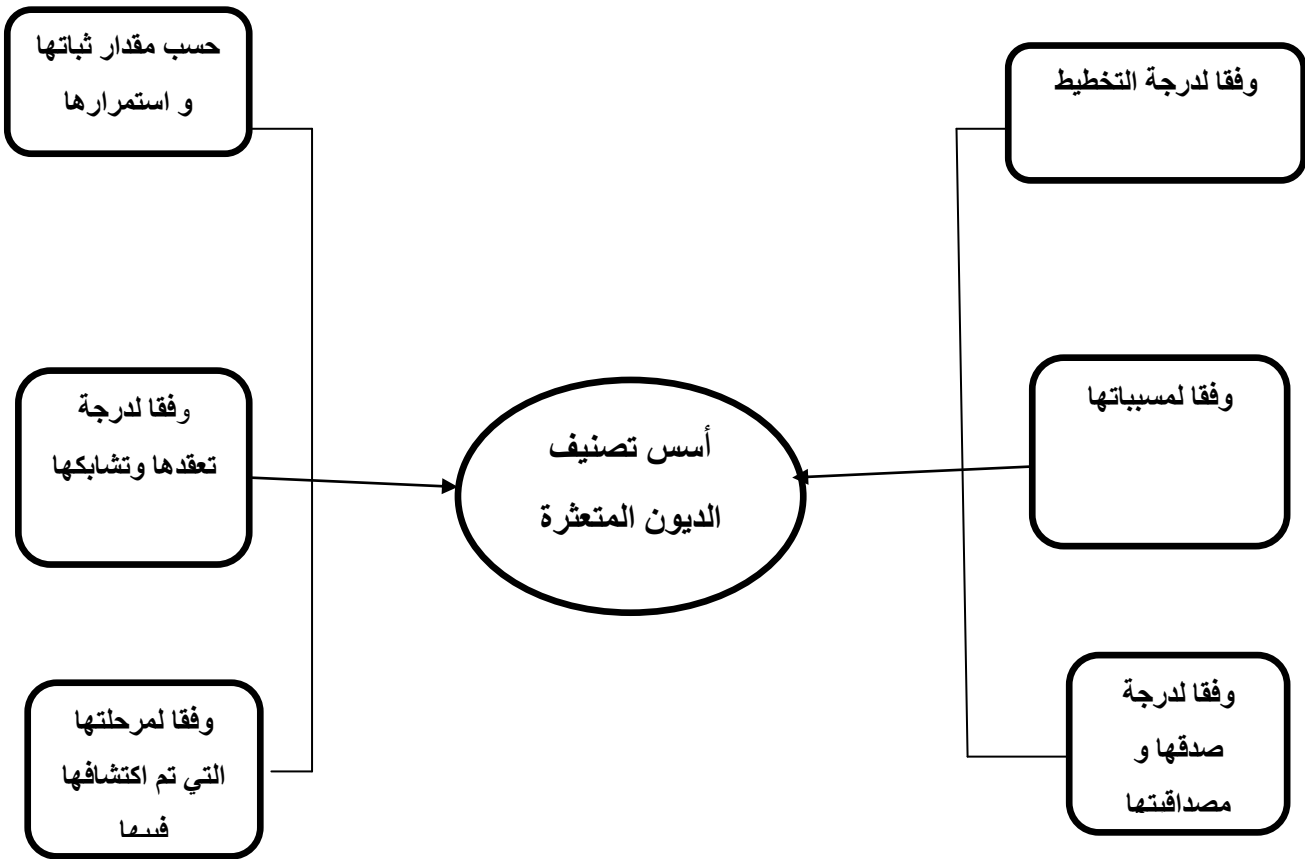 وفقا لدرجة التخطيط
حسب مقدار ثباتها
و استمرارها
وفقا لمسبباتها
أسس تصنيف
الديون المتعثرة
وفقا لدرجة
تعقدها وتشابكها
وفقا لدرجة
صدقها و
مصداقيتها
وفقا لمرحلتها
التي تم اكتشافها
فيها